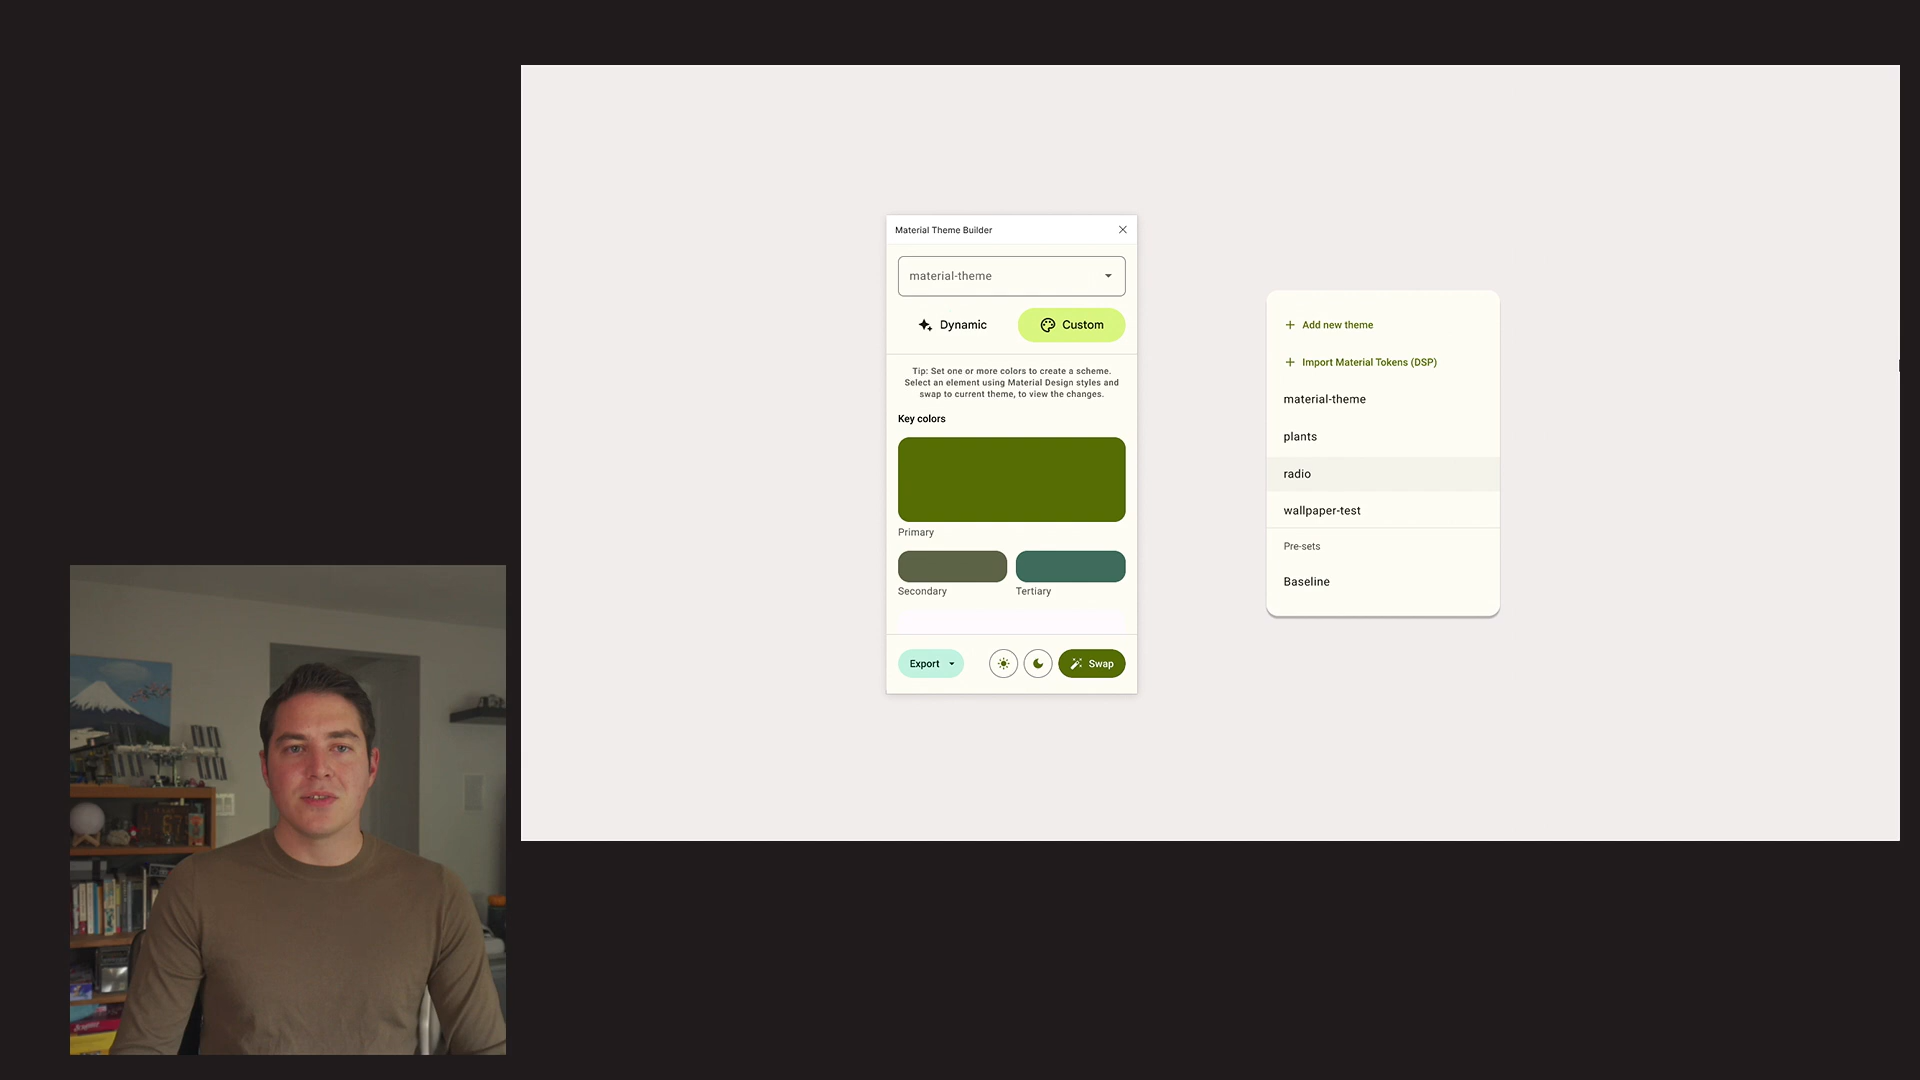 Material Theme Builder
material-theme
Dynamic
Custom
Tip: Set one or more colors to create a scheme.
Select an element using Material Design styles and
swap to current theme, to view the changes.
Key colors
Primary
Secondary
Tertiary
Export
Swap
Add new theme
Import Material Tokens (DSP)
material-theme
plants
radio
wallpaper-test
Pre-sets
Baseline